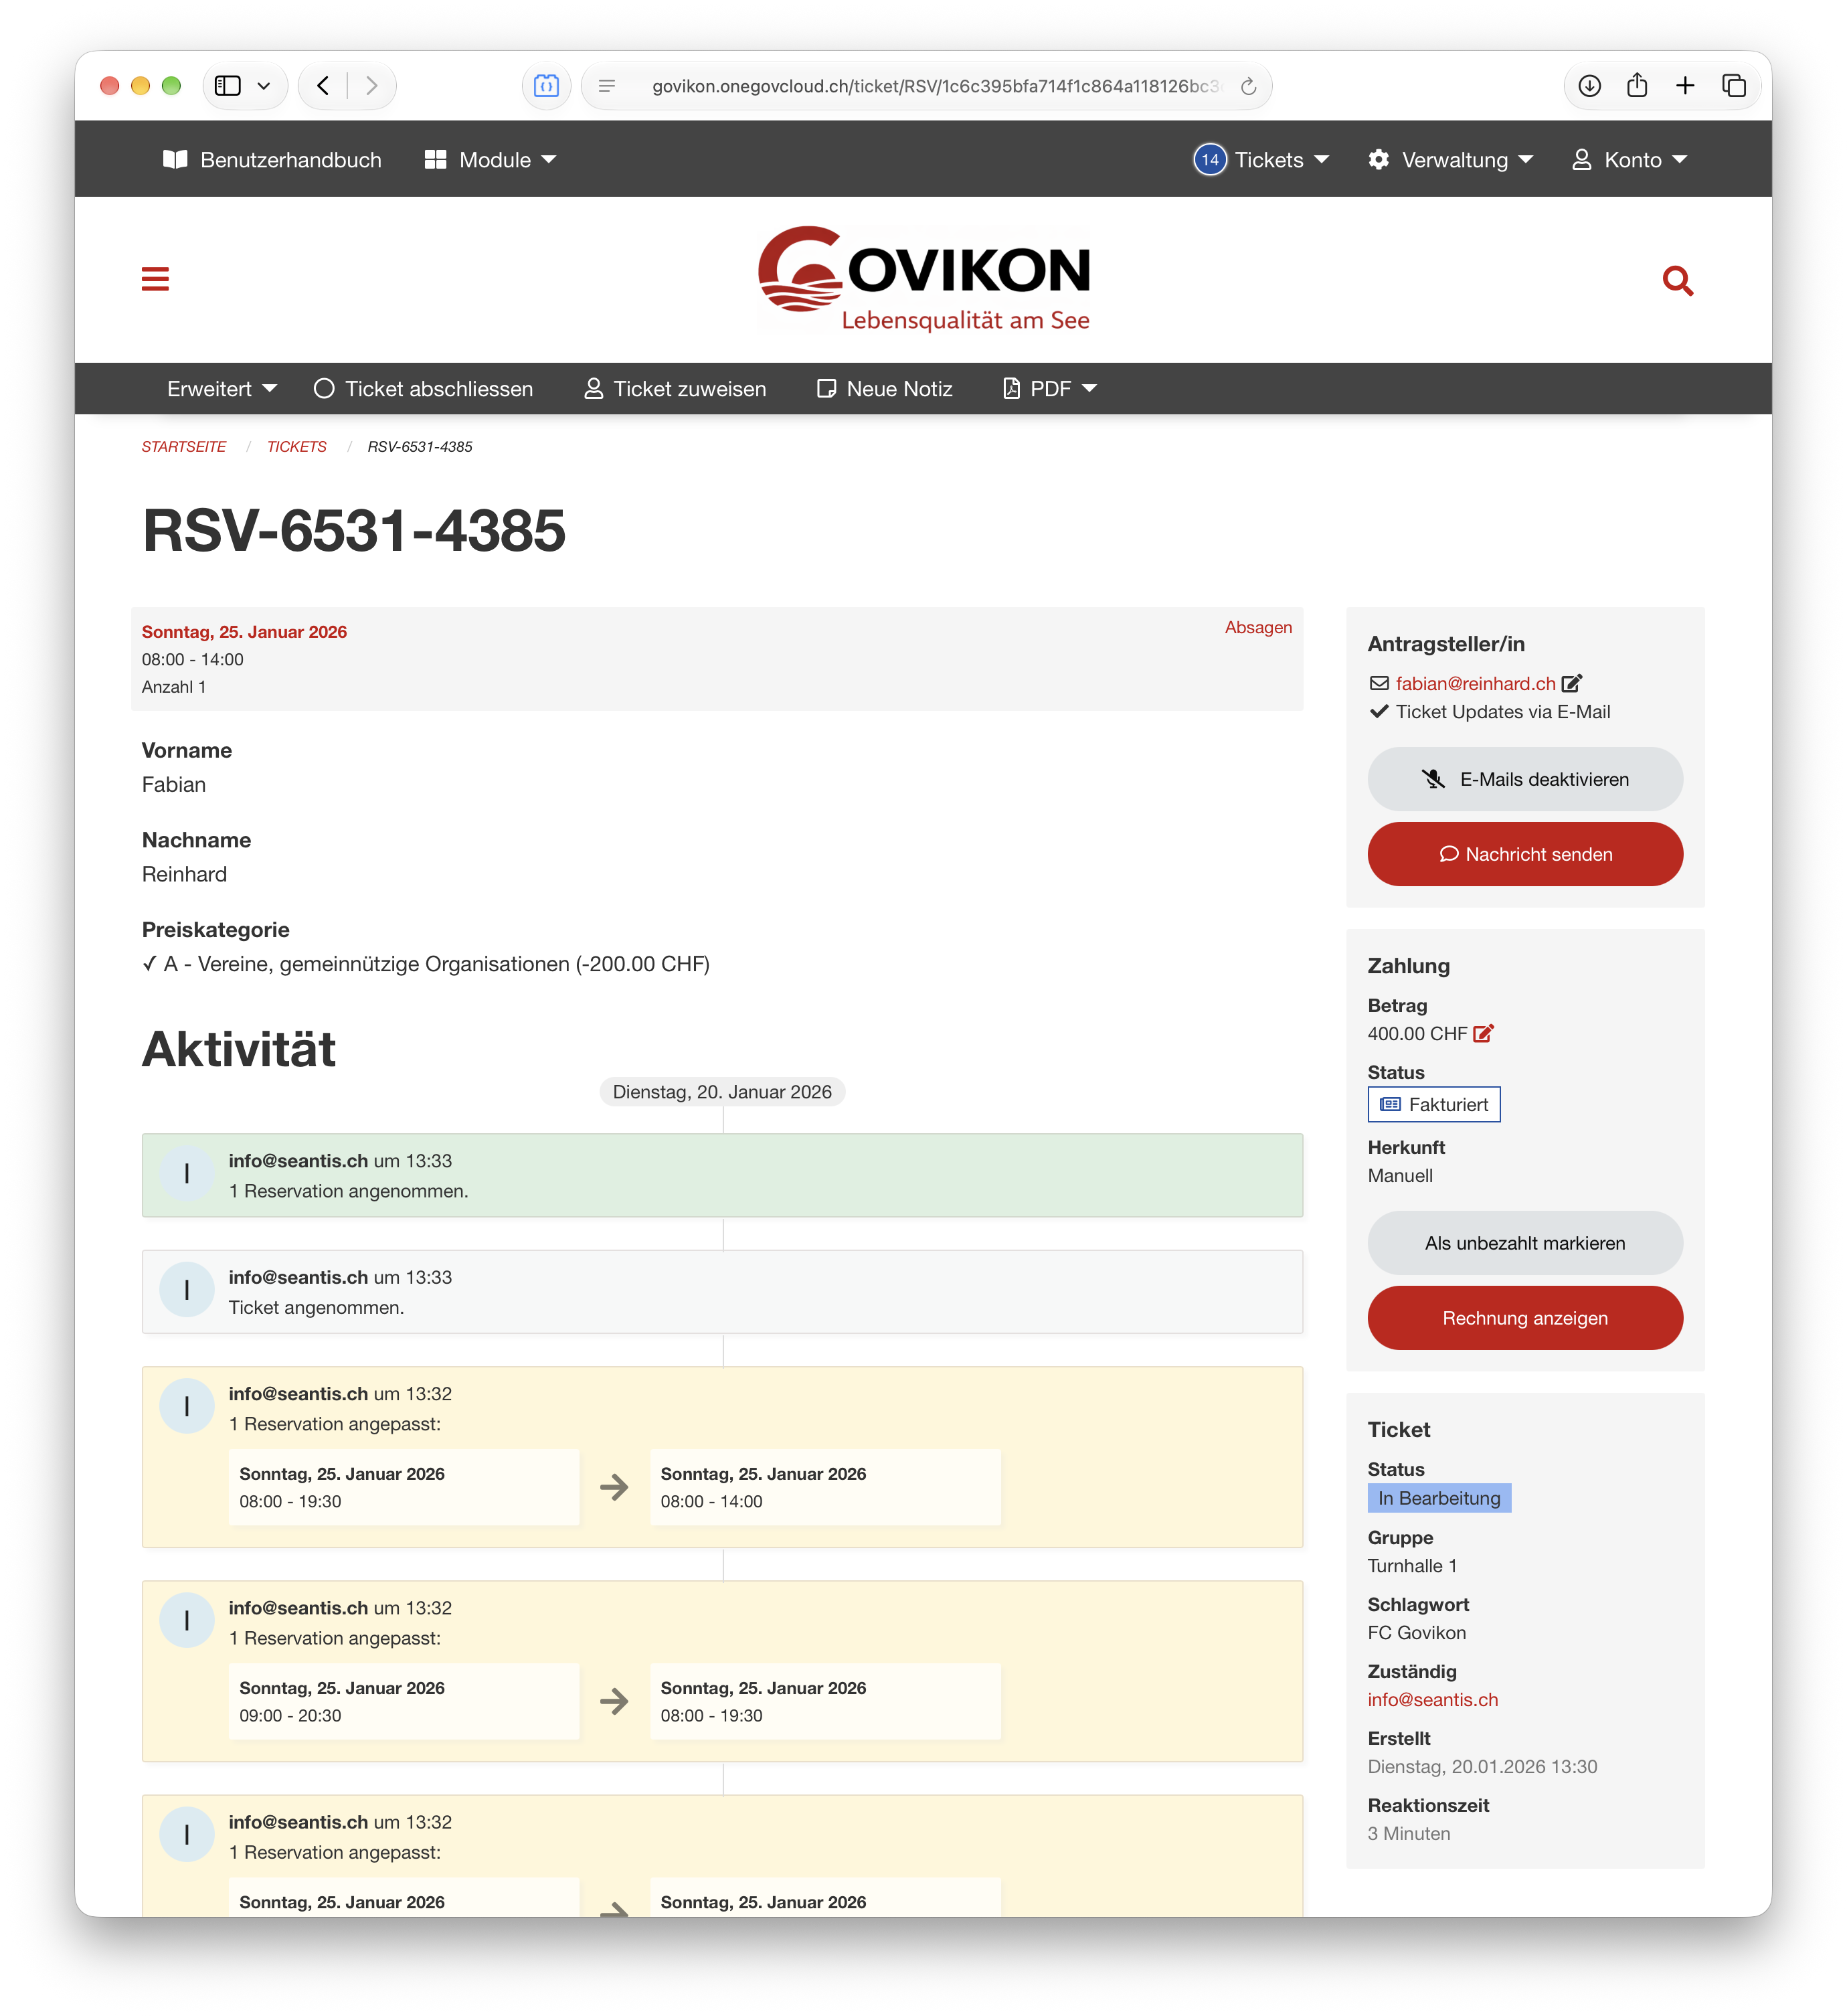 govikon.onegovcloud.ch/ticket/RSV/1c6c395bfa714f1c864a118126bc3
Benutzerhandbuch
Module
14 Tickets
Verwaltung
Konto
GOVIKON
Lebensqualität am See
Erweitert
Ticket abschliessen
Ticket zuweisen
Neue Notiz
PDF
STARTSEITE / TICKETS / RSV-6531-4385
RSV-6531-4385
Sonntag, 25. Januar 2026
Absagen
08:00 - 14:00
Anzahl 1
Vorname
Fabian
Nachname
Reinhard
Preiskategorie
✓ A - Vereine, gemeinnützige Organisationen (-200.00 CHF)
Aktivität
Dienstag, 20. Januar 2026
I
info@seantis.ch um 13:33
1 Reservation angenommen.
I
info@seantis.ch um 13:33
Ticket angenommen.
I
info@seantis.ch um 13:32
1 Reservation angepasst:
Sonntag, 25. Januar 2026
08:00 - 19:30
Sonntag, 25. Januar 2026
08:00 - 14:00
I
info@seantis.ch um 13:32
1 Reservation angepasst:
Sonntag, 25. Januar 2026
09:00 - 20:30
Sonntag, 25. Januar 2026
08:00 - 19:30
I
info@seantis.ch um 13:32
1 Reservation angepasst:
Sonntag, 25. Januar 2026
Sonntag, 25. Januar 2026
Antragsteller/in
fabian@reinhard.ch
Ticket Updates via E-Mail
E-Mails deaktivieren
Nachricht senden
Zahlung
Betrag
400.00 CHF
Status
Fakturiert
Herkunft
Manuell
Als unbezahlt markieren
Rechnung anzeigen
Ticket
Status
In Bearbeitung
Gruppe
Turnhalle 1
Schlagwort
FC Govikon
Zuständig
info@seantis.ch
Erstellt
Dienstag, 20.01.2026 13:30
Reaktionszeit
3 Minuten